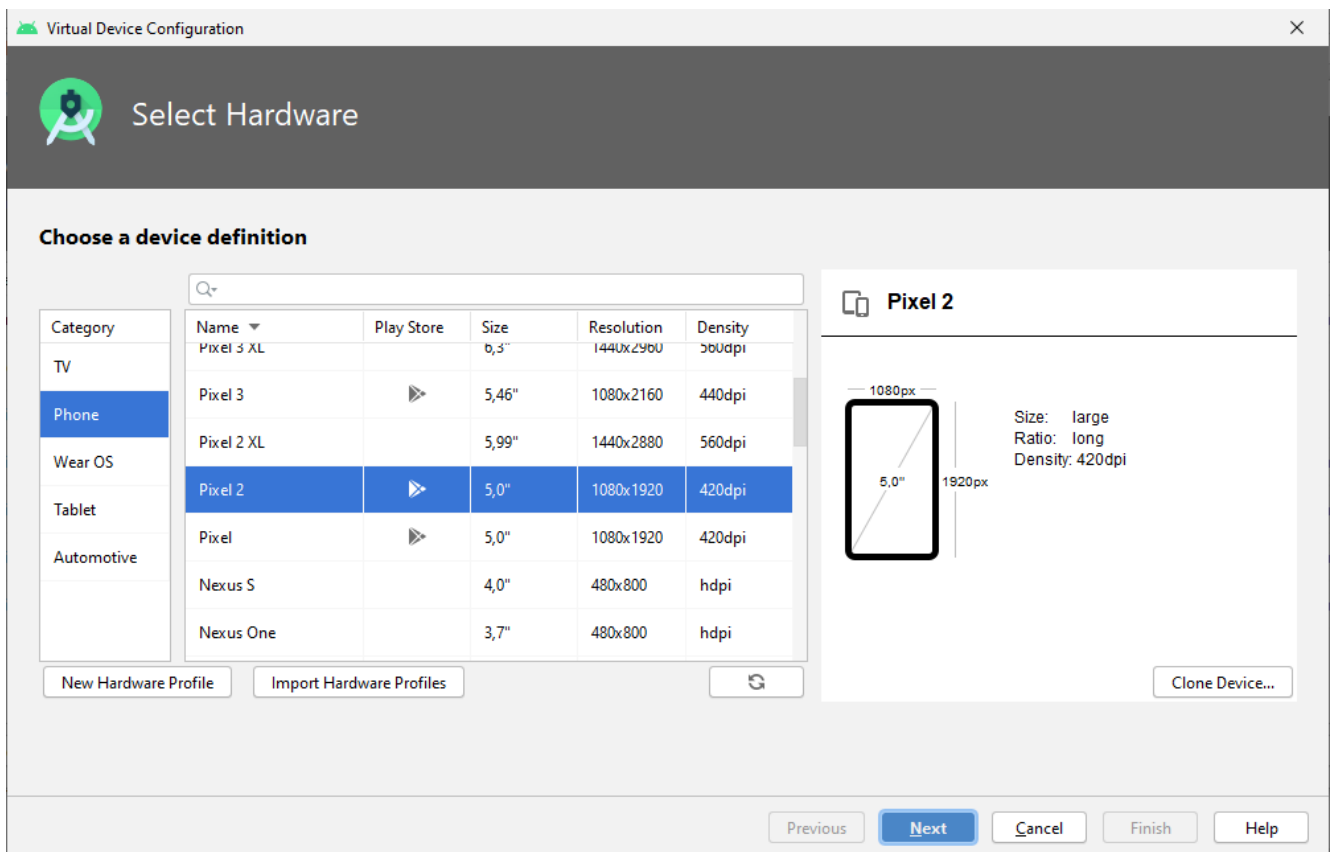 Virtual Device Configuration
Select Hardware
Choose a device definition
Category
TV
Phone
Wear OS
Tablet
Automotive
Name Play Store Size Resolution Density
Pixel 3 XL 6,3" 1440x2960 560dpi
Pixel 3 5,46" 1080x2160 440dpi
Pixel 2 XL 5,99" 1440x2880 560dpi
Pixel 2 5,0" 1080x1920 420dpi
Pixel 5,0" 1080x1920 420dpi
Nexus S 4,0" 480x800 hdpi
Nexus One 3,7" 480x800 hdpi
New Hardware Profile
Import Hardware Profiles
Pixel 2
1080px
5,0"
1920px
Size: large
Ratio: long
Density: 420dpi
Clone Device...
Previous
Next
Cancel
Finish
Help